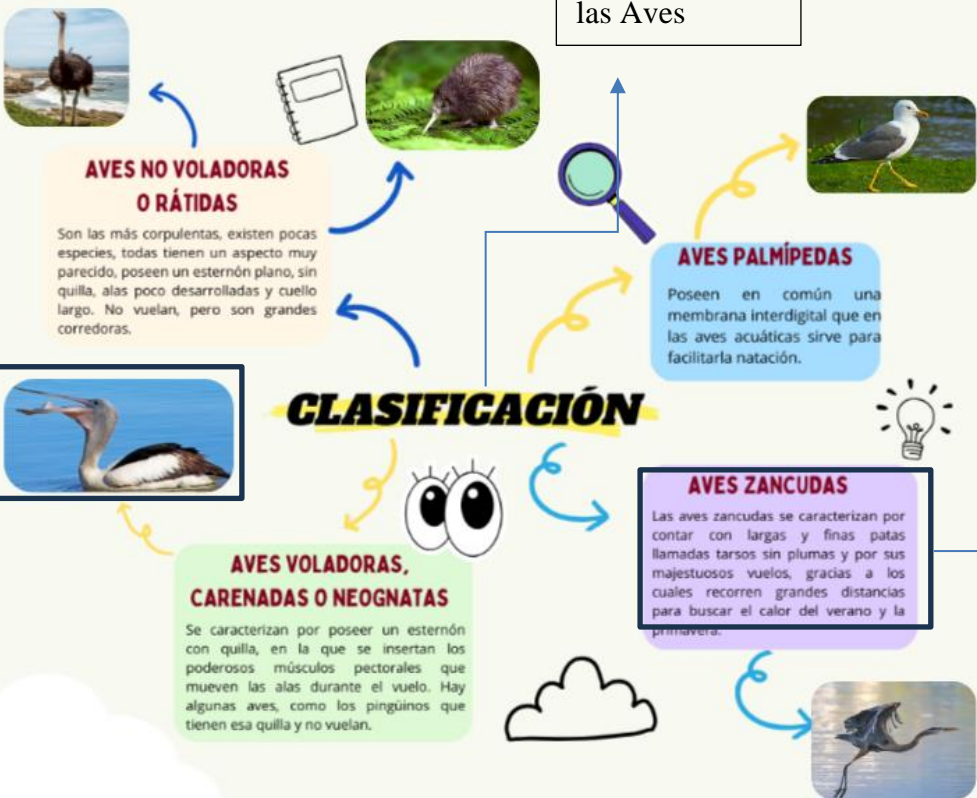 las Aves
AVES NO VOLADORAS
O RÁTIDAS
Son las más corpulentas, existen pocas
especies, todas tienen un aspecto muy
parecido, poseen un esternón plano, sin
quilla, alas poco desarrolladas y cuello
largo. No vuelan, pero son grandes
corredoras.
AVES PALMÍPEDAS
Poseen en común una
membrana interdigital que en
las aves acuáticas sirve para
facilitarla natación.
CLASIFICACIÓN
AVES ZANCUDAS
Las aves zancudas se caracterizan por
contar con largas y finas patas
llamadas tarsos sin plumas y por sus
majestuosos vuelos, gracias a los
cuales recorren grandes distancias
para buscar el calor del verano y la
primavera.
AVES VOLADORAS,
CARENADAS O NEOGNATAS
Se caracterizan por poseer un esternón
con quilla, en la que se insertan los
poderosos músculos pectorales que
mueven las alas durante el vuelo. Hay
algunas aves, como los pingüinos que
tienen esa quilla y no vuelan.